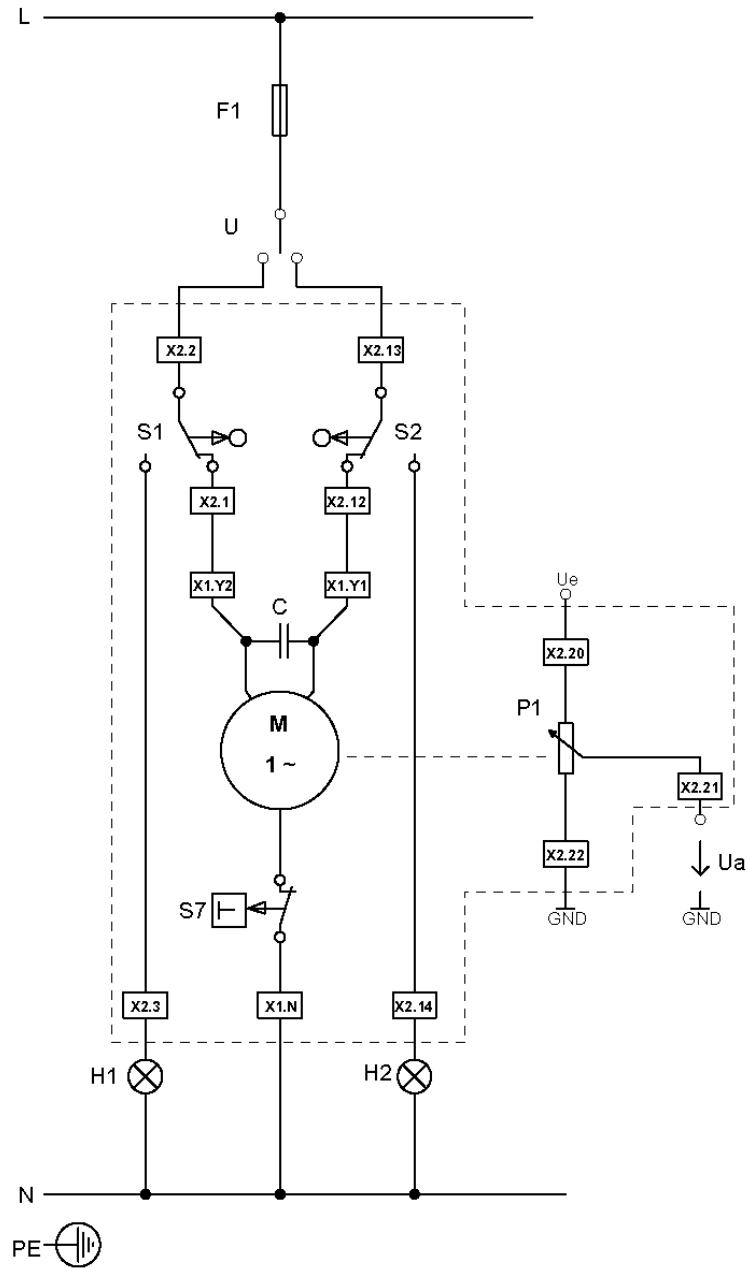 L
F1
U
X2.2
X2.13
S1
S2
X2.1
X2.12
X1.Y2
X1.Y1
C
Ue
X2.20
M
1 ~
P1
X2.21
X2.22
Ua
S7
T
GND
GND
X2.3
X1.N
X2.14
H1
H2
N
PE